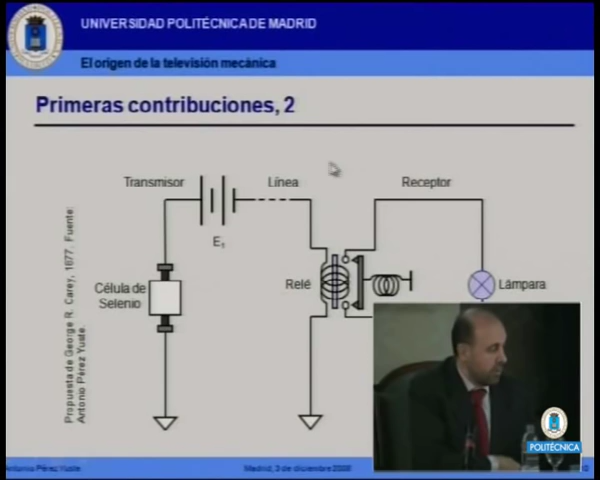 UNIVERSIDAD POLITÉCNICA DE MADRID
El origen de la televisión mecánica
Primeras contribuciones, 2
Transmisor
Línea
Receptor
E1
Célula de
Selenio
Relé
Lámpara
Propuesta de George R. Carey, 1877. Fuente:
Antonio Pérez Yuste.
POLITÉCNICA
Antonio Pérez Yuste
Madrid, 3 de diciembre 2008